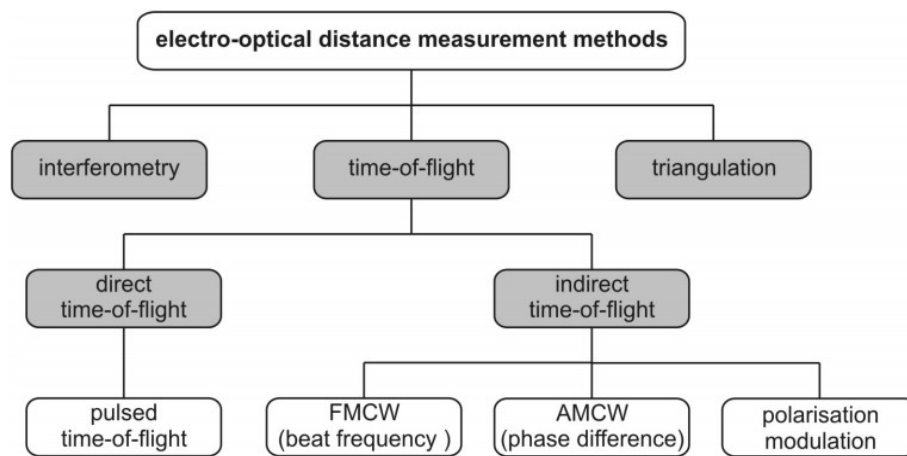 electro-optical distance measurement methods
interferometry
time-of-flight
triangulation
direct
time-of-flight
indirect
time-of-flight
pulsed
time-of-flight
FMCW
(beat frequency )
AMCW
(phase difference)
polarisation
modulation